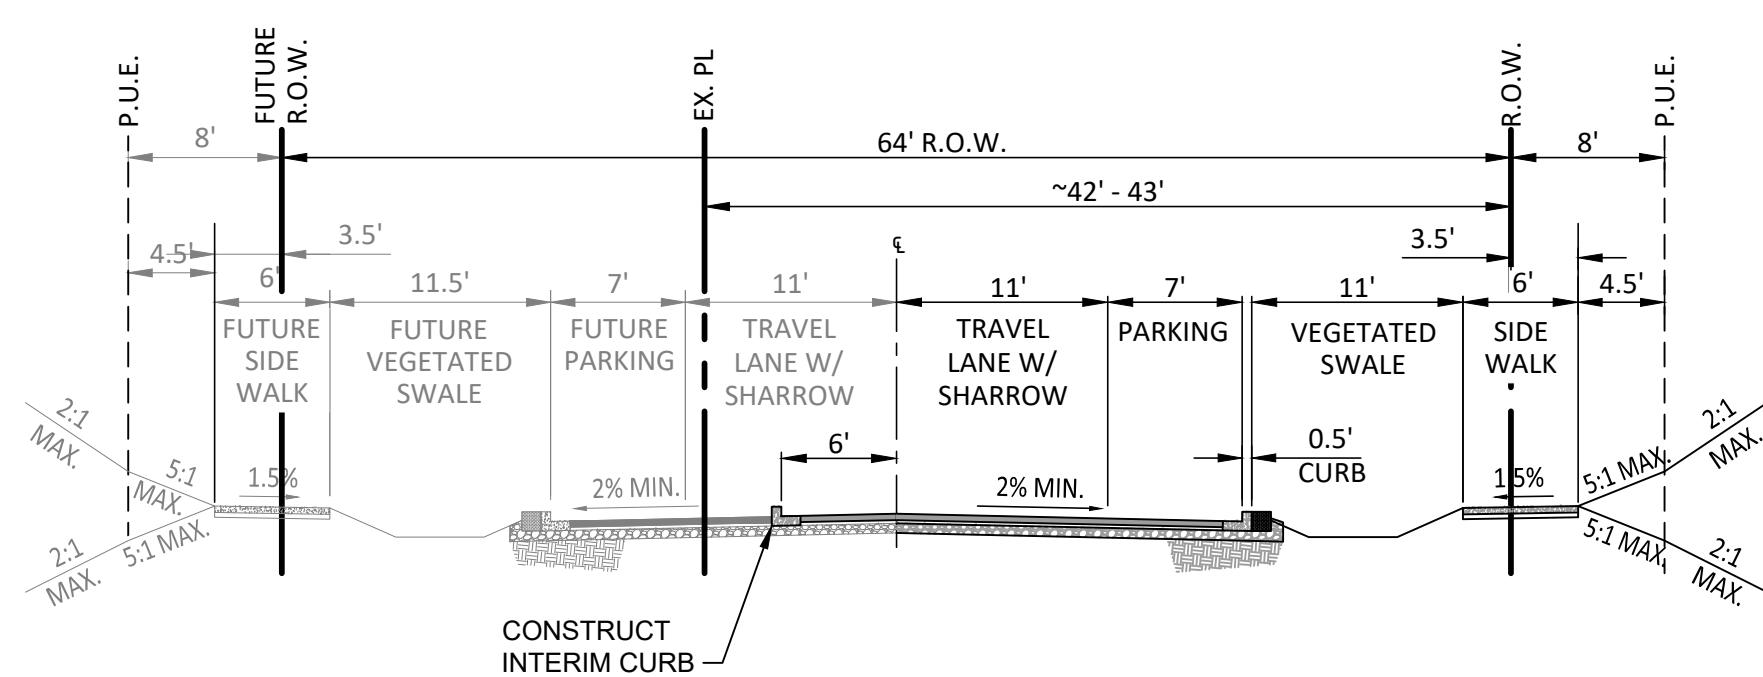 P.U.E.
FUTURE
R.O.W.
EX. PL
R.O.W.
P.U.E.
8'
64' R.O.W.
8'
~42' - 43'
4.5'
3.5'
℄
3.5'
6'
11.5'
7'
11'
11'
7'
11'
6'
4.5'
FUTURE
SIDE
WALK
FUTURE
VEGETATED
SWALE
FUTURE
PARKING
TRAVEL
LANE W/
SHARROW
TRAVEL
LANE W/
SHARROW
PARKING
VEGETATED
SWALE
SIDE
WALK
2:1
MAX.
5:1
MAX.
1.5%
2% MIN.
6'
2% MIN.
0.5'
CURB
1.5%
5:1 MAX.
2:1
MAX.
2:1
MAX.
5:1 MAX.
5:1 MAX.
2:1
MAX.
CONSTRUCT
INTERIM CURB